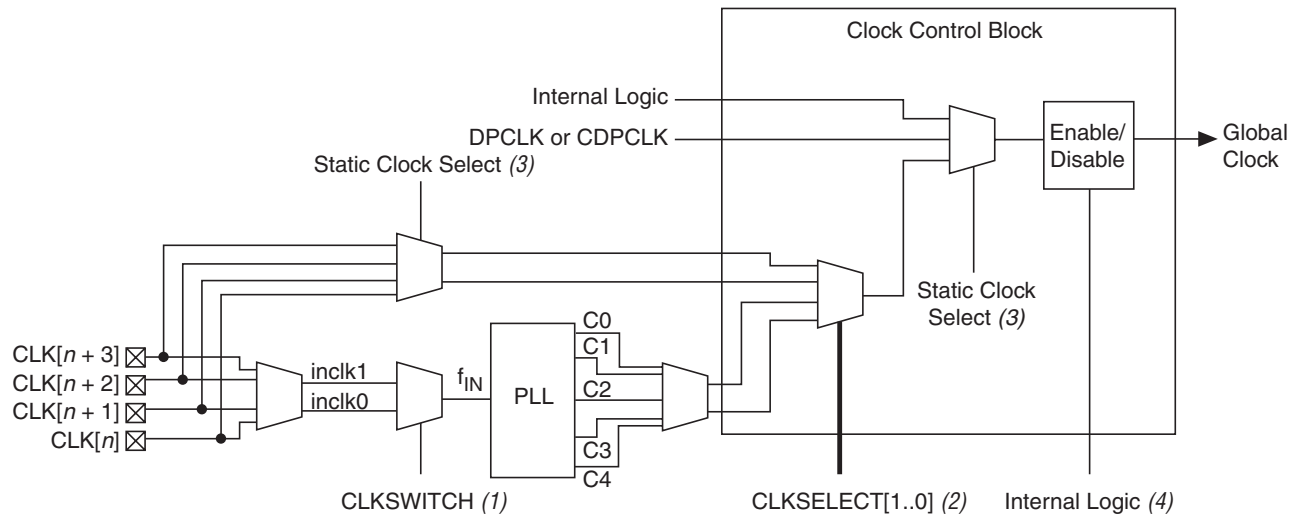 Clock Control Block
Internal Logic
DPCLK or CDPCLK
Static Clock Select (3)
Enable/
Disable
Global
Clock
Static Clock
Select (3)
CLK[n + 3]
CLK[n + 2]
CLK[n + 1]
CLK[n]
inclk1
inclk0
fIN
PLL
C0
C1
C2
C3
C4
CLKSWITCH (1)
CLKSELECT[1..0] (2)
Internal Logic (4)